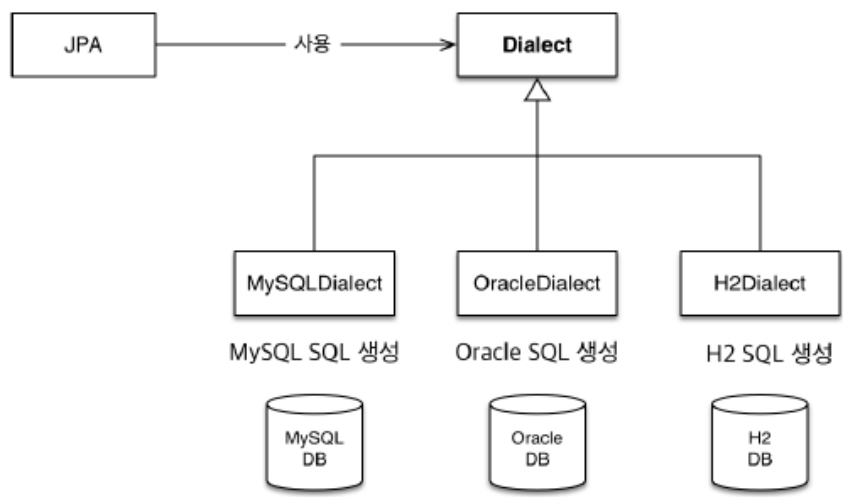 JPA
사용
Dialect
MySQLDialect
OracleDialect
H2Dialect
MySQL SQL 생성
Oracle SQL 생성
H2 SQL 생성
MySQL
DB
Oracle
DB
H2
DB